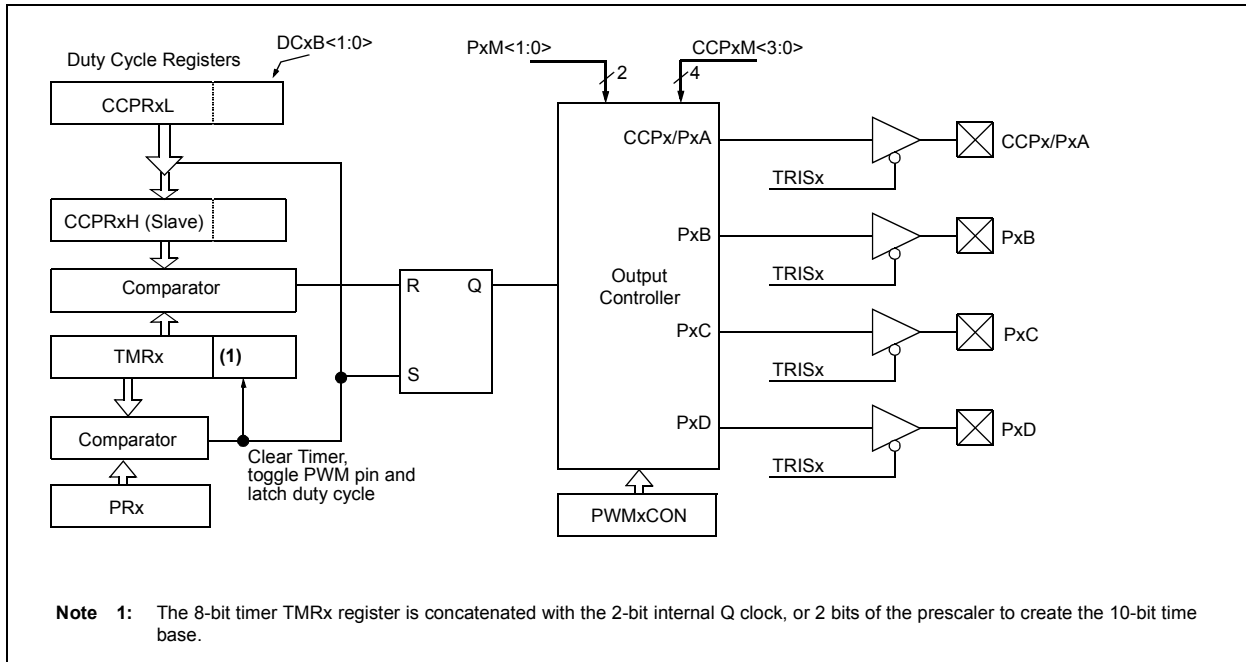 DCxB<1:0>
Duty Cycle Registers
CCPRxL
CCPRxH (Slave)
Comparator
TMRx
(1)
Comparator
PRx
Clear Timer,
toggle PWM pin and
latch duty cycle
R
Q
S
PxM<1:0>
2
CCPxM<3:0>
4
CCPx/PxA
PxB
Output
Controller
PxC
PxD
PWMxCON
TRISx
CCPx/PxA
TRISx
PxB
TRISx
PxC
TRISx
PxD
Note 1: The 8-bit timer TMRx register is concatenated with the 2-bit internal Q clock, or 2 bits of the prescaler to create the 10-bit time
base.